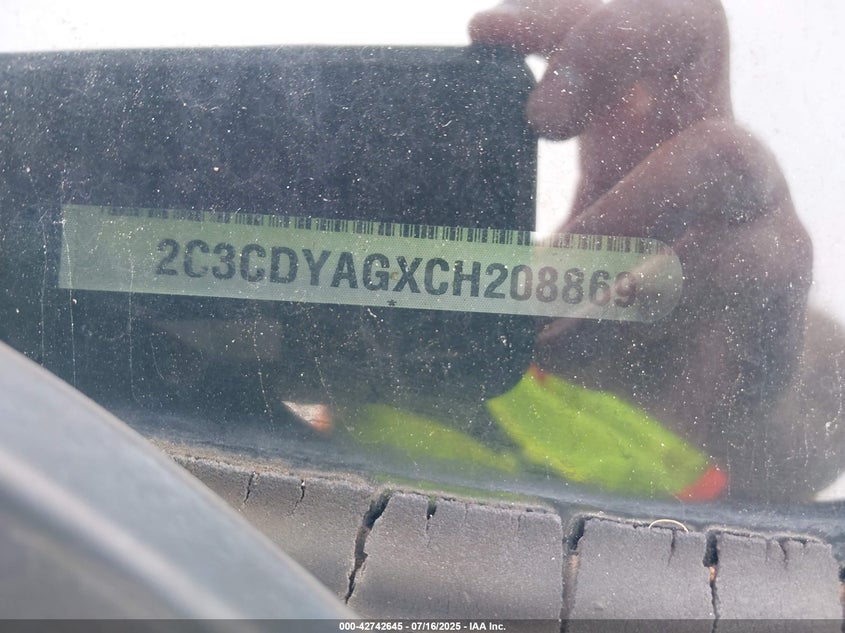 2C3CDYAGXCH208869
*
000-42742645 - 07/16/2025 - IAA Inc.